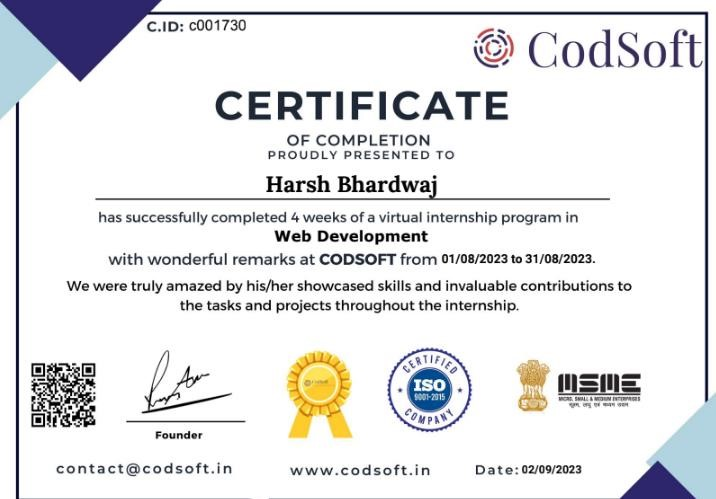 C.ID: c001730
CodSoft
CERTIFICATE
OF COMPLETION
PROUDLY PRESENTED TO
Harsh Bhardwaj
has successfully completed 4 weeks of a virtual internship program in
Web Development
with wonderful remarks at CODSOFT from 01/08/2023 to 31/08/2023.
We were truly amazed by his/her showcased skills and invaluable contributions to
the tasks and projects throughout the internship.
CodSoft
CERTIFIED
ISO
9001-2015
COMPANY
MSME
MICRO, SMALL & MEDIUM ENTERPRISES
सूक्ष्म, लघु एवं मध्यम उद्यम
Founder
contact@codsoft.in
www.codsoft.in
Date: 02/09/2023